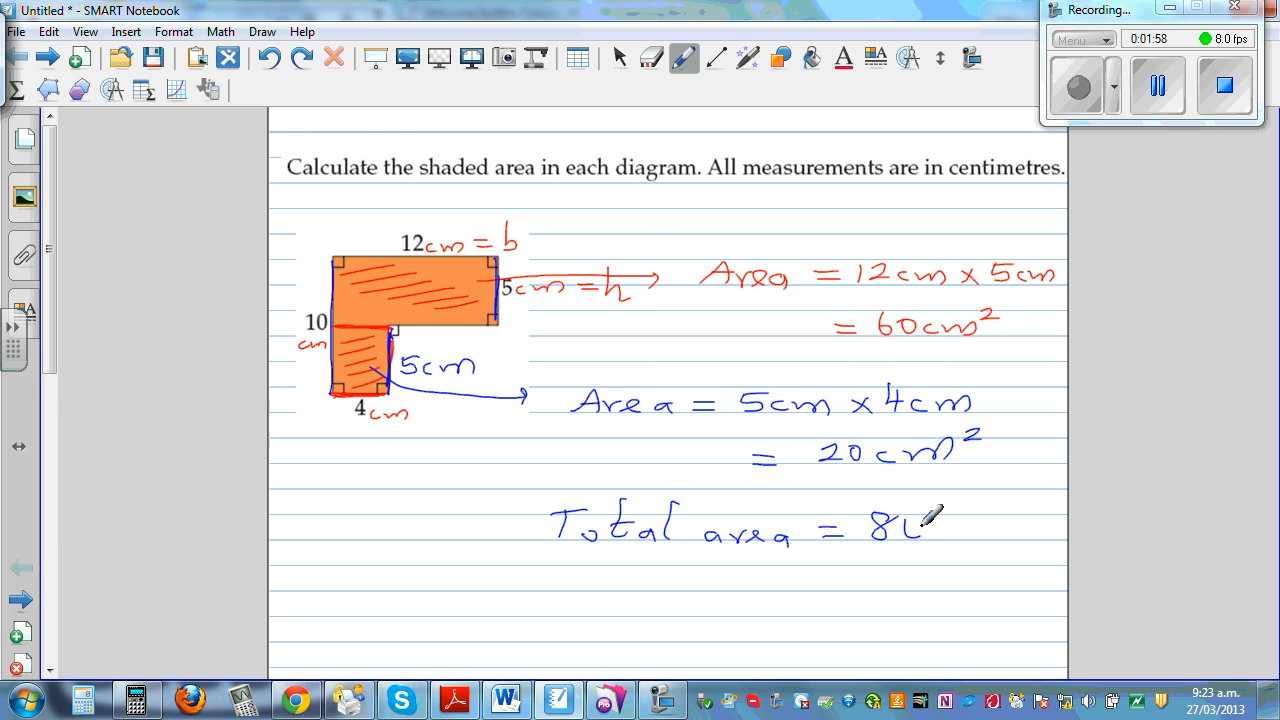 Untitled * - SMART Notebook
Recording...
File Edit View Insert Format Math Draw Help
Menu 0:01:58 8.0 fps
Calculate the shaded area in each diagram. All measurements are in centimetres.
12cm = b
5cm = h
Area = 12cm x 5cm
= 60cm²
10
cm
5cm
4cm
Area = 5cm x 4cm
= 20cm²
Total area = 80
9:23 a.m.
27/03/2013